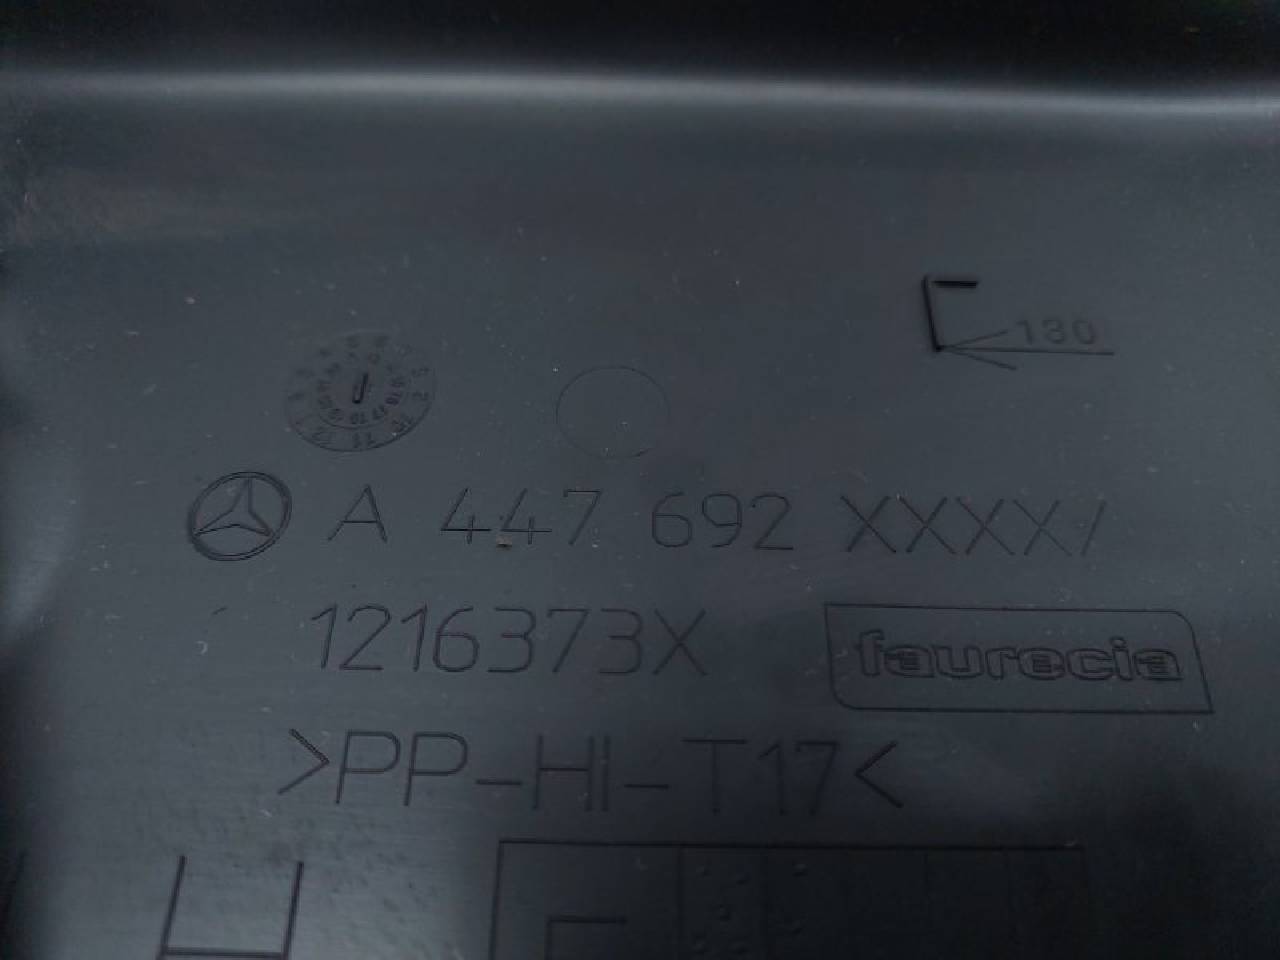 130
A 447 692 XXXX/
1216373X
faurecia
>PP-HI-T17<